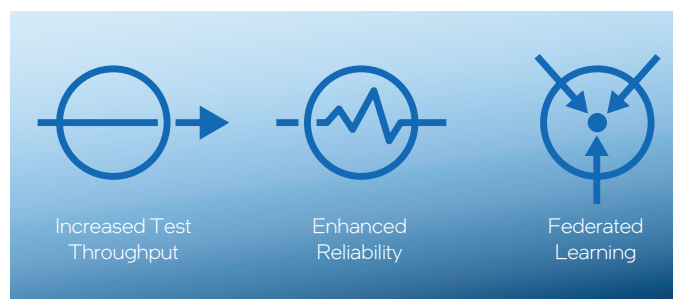 Increased Test
Throughput
Enhanced
Reliability
Federated
Learning